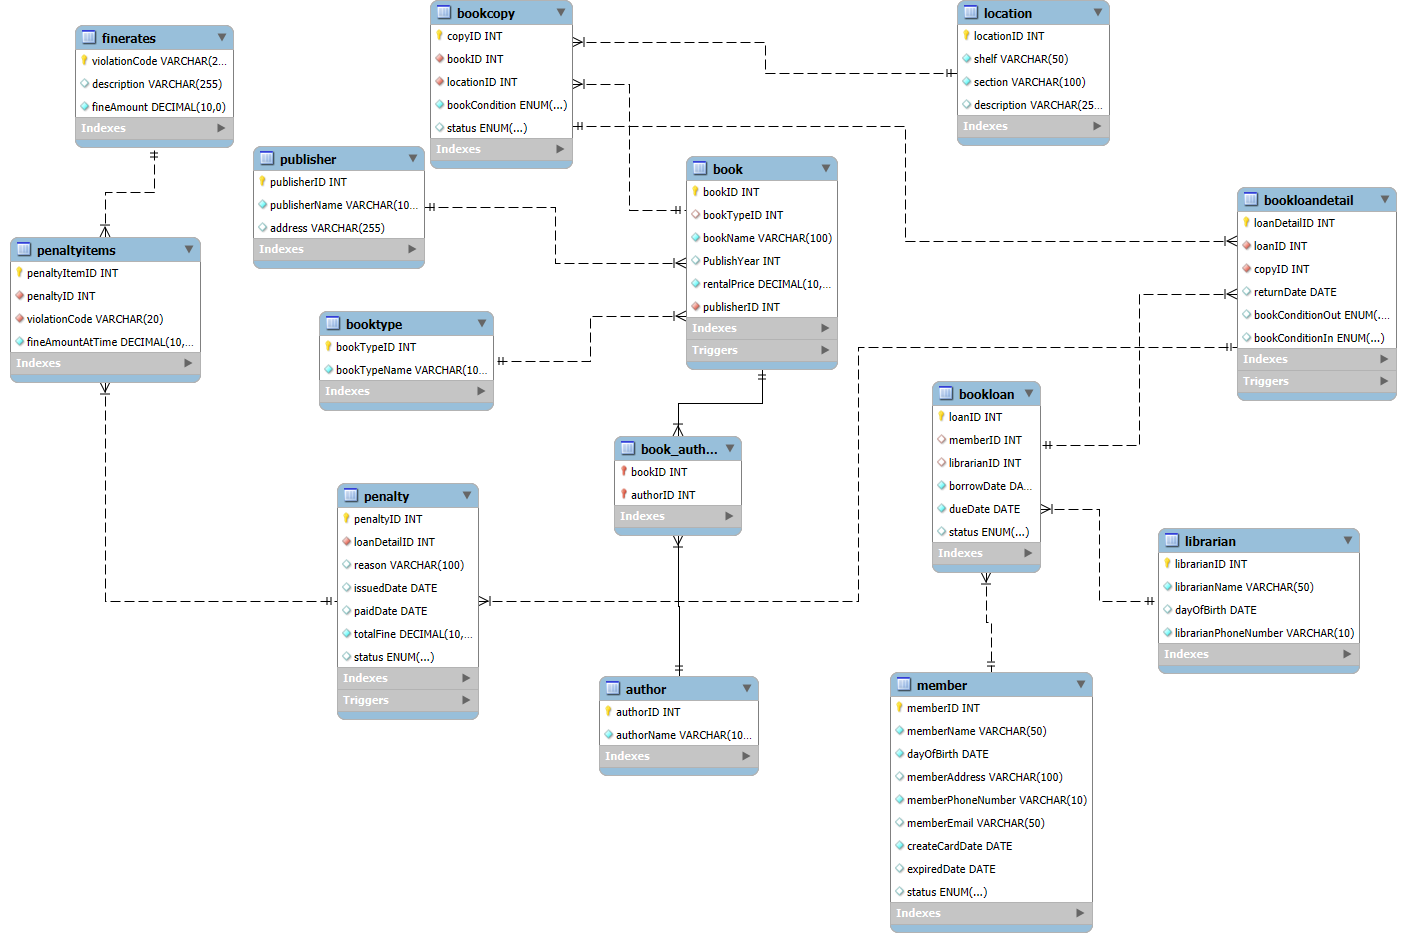 finerates
violationCode VARCHAR(2...
description VARCHAR(255)
fineAmount DECIMAL(10,0)
Indexes
bookcopy
copyID INT
bookID INT
locationID INT
bookCondition ENUM(...)
status ENUM(...)
Indexes
location
locationID INT
shelf VARCHAR(50)
section VARCHAR(100)
description VARCHAR(25...
Indexes
publisher
publisherID INT
publisherName VARCHAR(10...
address VARCHAR(255)
Indexes
book
bookID INT
bookTypeID INT
bookName VARCHAR(100)
PublishYear INT
rentalPrice DECIMAL(10,...
publisherID INT
Indexes
Triggers
bookloandetail
loanDetailID INT
loanID INT
copyID INT
returnDate DATE
bookConditionOut ENUM(....
bookConditionIn ENUM(...)
Indexes
Triggers
penaltyitems
penaltyItemID INT
penaltyID INT
violationCode VARCHAR(20)
fineAmountAtTime DECIMAL(10,...
Indexes
booktype
bookTypeID INT
bookTypeName VARCHAR(10...
Indexes
bookloan
loanID INT
memberID INT
librarianID INT
borrowDate DA...
dueDate DATE
status ENUM(...)
Indexes
book_auth...
bookID INT
authorID INT
Indexes
penalty
penaltyID INT
loanDetailID INT
reason VARCHAR(100)
issuedDate DATE
paidDate DATE
totalFine DECIMAL(10,...
status ENUM(...)
Indexes
Triggers
librarian
librarianID INT
librarianName VARCHAR(50)
dayOfBirth DATE
librarianPhoneNumber VARCHAR(10)
Indexes
author
authorID INT
authorName VARCHAR(10...
Indexes
member
memberID INT
memberName VARCHAR(50)
dayOfBirth DATE
memberAddress VARCHAR(100)
memberPhoneNumber VARCHAR(10)
memberEmail VARCHAR(50)
createCardDate DATE
expiredDate DATE
status ENUM(...)
Indexes